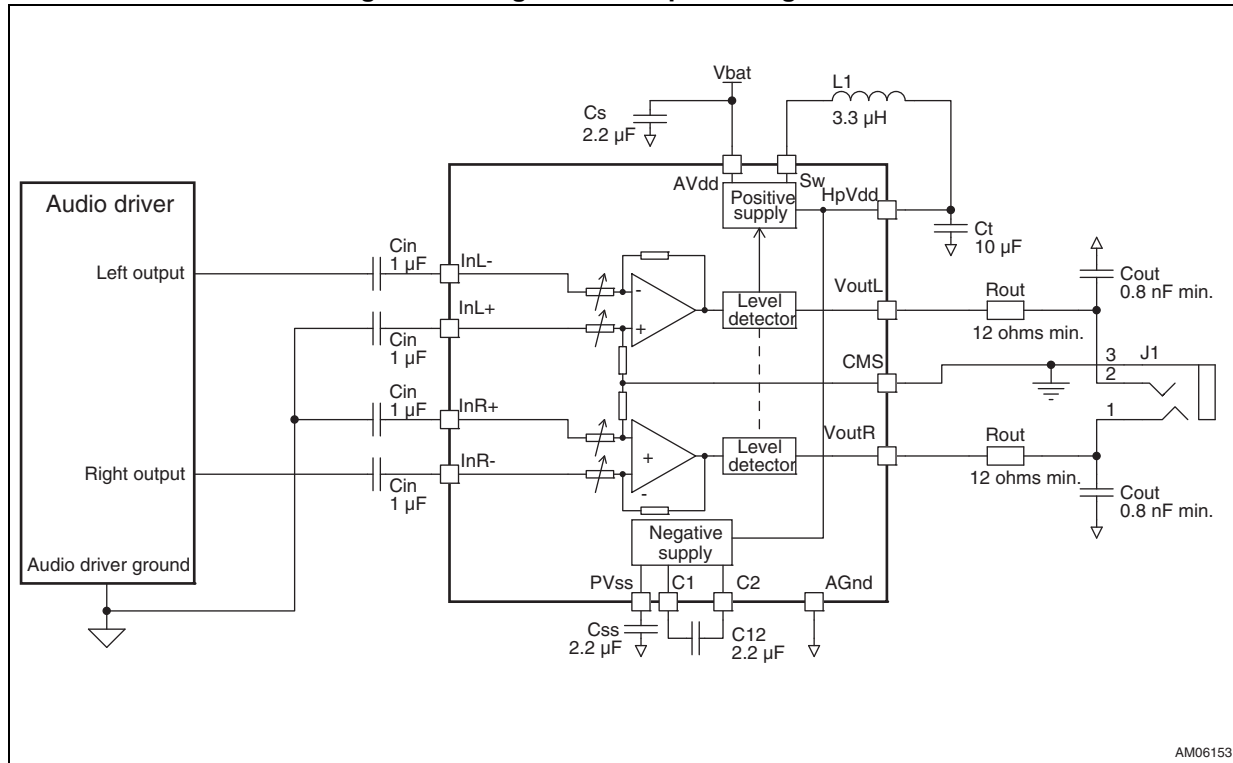 Vbat
L1
3.3 µH
Cs
2.2 µF
AVdd
Sw
HpVdd
Positive
supply
Ct
10 µF
Audio driver
Left output
Cin
1 µF
InL-
InL+
Cin
1 µF
-
+
Level
detector
VoutL
Rout
12 ohms min.
Cout
0.8 nF min.
CMS
3
2
J1
1
Cin
1 µF
InR+
Right output
Cin
1 µF
InR-
+
-
Level
detector
VoutR
Rout
12 ohms min.
Cout
0.8 nF min.
Audio driver ground
Negative
supply
PVss
C1
C2
AGnd
Css
2.2 µF
C12
2.2 µF
AM06153